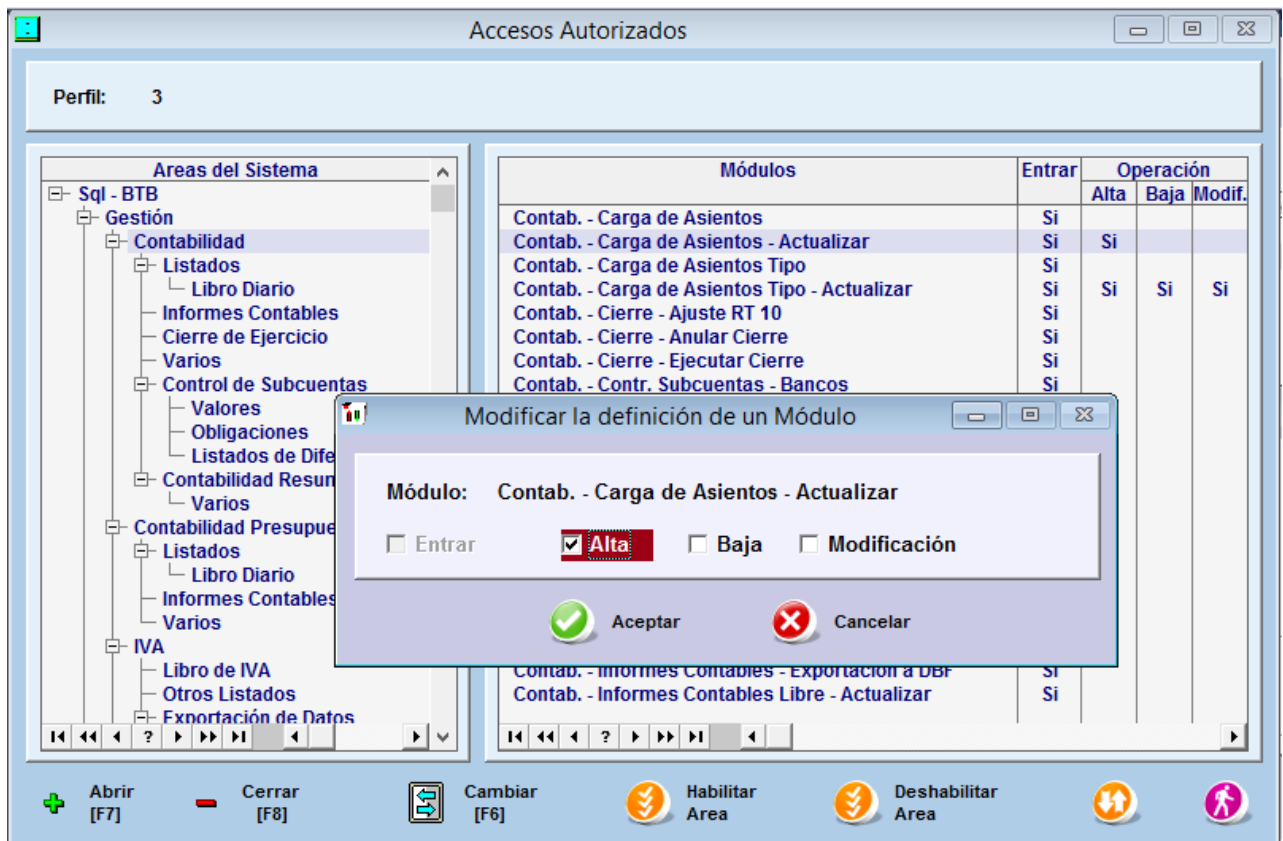 Accesos Autorizados
Perfil: 3
Areas del Sistema
Sql - BTB
Gestión
Contabilidad
Listados
Libro Diario
Informes Contables
Cierre de Ejercicio
Varios
Control de Subcuentas
Valores
Obligaciones
Listados de Dife
Contabilidad Resun
Varios
Contabilidad Presupue
Listados
Libro Diario
Informes Contables
Varios
IVA
Libro de IVA
Otros Listados
Exportación de Datos
Módulos Entrar Operación
Alta Baja Modif.
Contab. - Carga de Asientos Si
Contab. - Carga de Asientos - Actualizar Si Si
Contab. - Carga de Asientos Tipo Si
Contab. - Carga de Asientos Tipo - Actualizar Si Si Si Si
Contab. - Cierre - Ajuste RT 10 Si
Contab. - Cierre - Anular Cierre Si
Contab. - Cierre - Ejecutar Cierre Si
Contab. - Contr. Subcuentas - Bancos Si
Modificar la definición de un Módulo
Módulo: Contab. - Carga de Asientos - Actualizar
Entrar Alta Baja Modificación
Aceptar Cancelar
Contab. - Informes Contables - Exportación a DBF Si
Contab. - Informes Contables Libre - Actualizar Si
Abrir [F7]
Cerrar [F8]
Cambiar [F6]
Habilitar Area
Deshabilitar Area